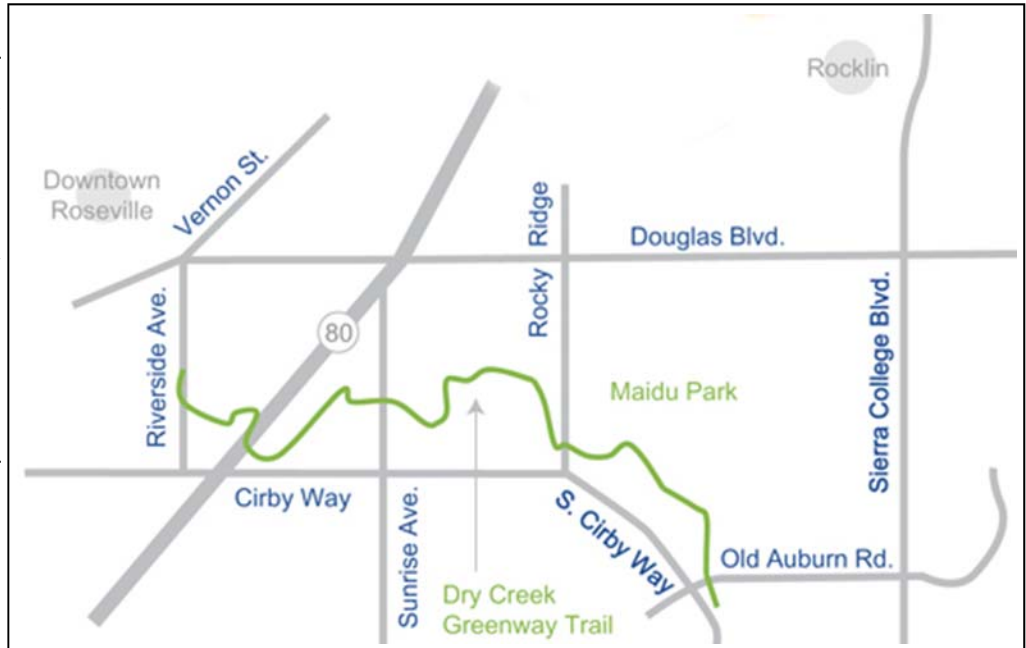 Rocklin
Downtown
Roseville
Vernon St.
Rocky Ridge
Douglas Blvd.
Riverside Ave.
80
Maidu Park
Sierra College Blvd.
Cirby Way
Sunrise Ave.
S. Cirby Way
Old Auburn Rd.
Dry Creek
Greenway Trail